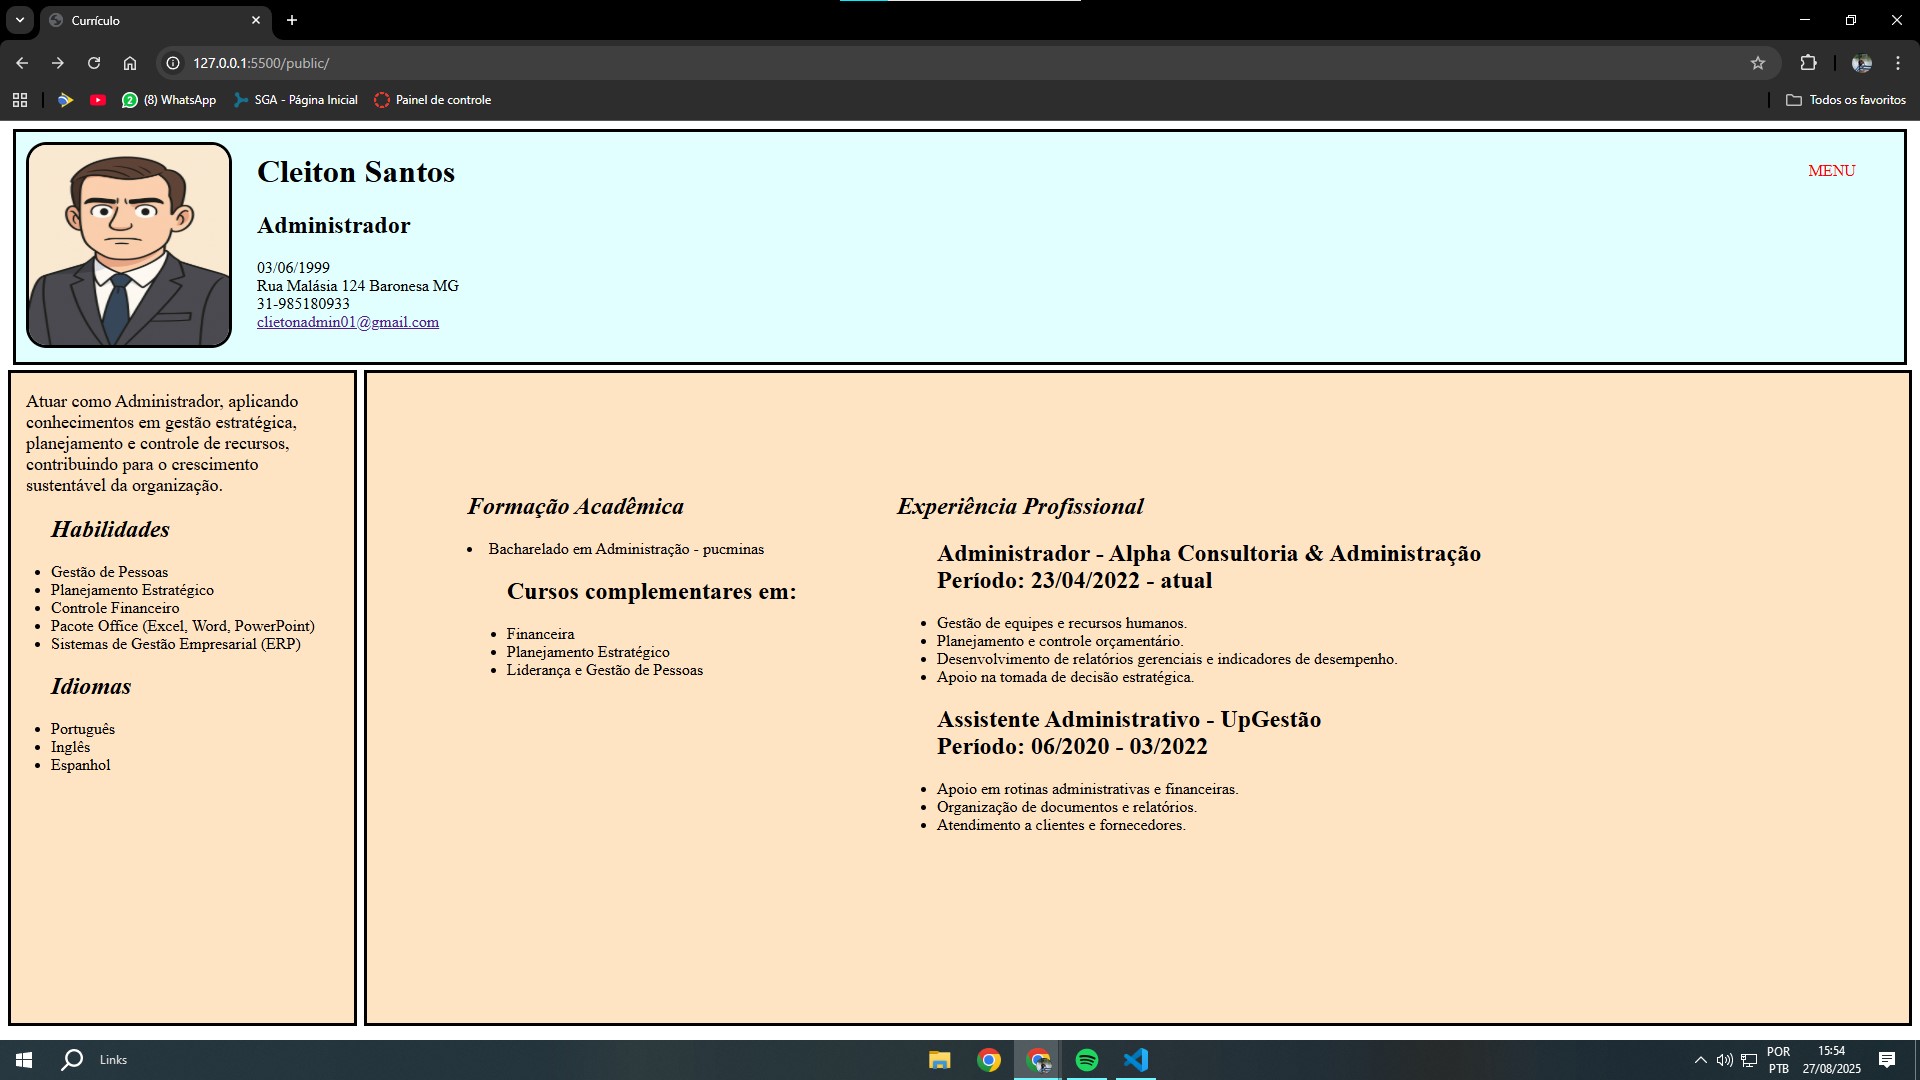 Currículo
127.0.0.1:5500/public/
(8) WhatsApp
SGA - Página Inicial
Painel de controle
Todos os favoritos
Cleiton Santos
MENU
Administrador
03/06/1999
Rua Malásia 124 Baronesa MG
31-985180933
clietonadmin01@gmail.com
Atuar como Administrador, aplicando
conhecimentos em gestão estratégica,
planejamento e controle de recursos,
contribuindo para o crescimento
sustentável da organização.
Habilidades
Gestão de Pessoas
Planejamento Estratégico
Controle Financeiro
Pacote Office (Excel, Word, PowerPoint)
Sistemas de Gestão Empresarial (ERP)
Idiomas
Português
Inglês
Espanhol
Formação Acadêmica
Bacharelado em Administração - pucminas
Cursos complementares em:
Financeira
Planejamento Estratégico
Liderança e Gestão de Pessoas
Experiência Profissional
Administrador - Alpha Consultoria & Administração
Período: 23/04/2022 - atual
Gestão de equipes e recursos humanos.
Planejamento e controle orçamentário.
Desenvolvimento de relatórios gerenciais e indicadores de desempenho.
Apoio na tomada de decisão estratégica.
Assistente Administrativo - UpGestão
Período: 06/2020 - 03/2022
Apoio em rotinas administrativas e financeiras.
Organização de documentos e relatórios.
Atendimento a clientes e fornecedores.
Links
POR
PTB
15:54
27/08/2025